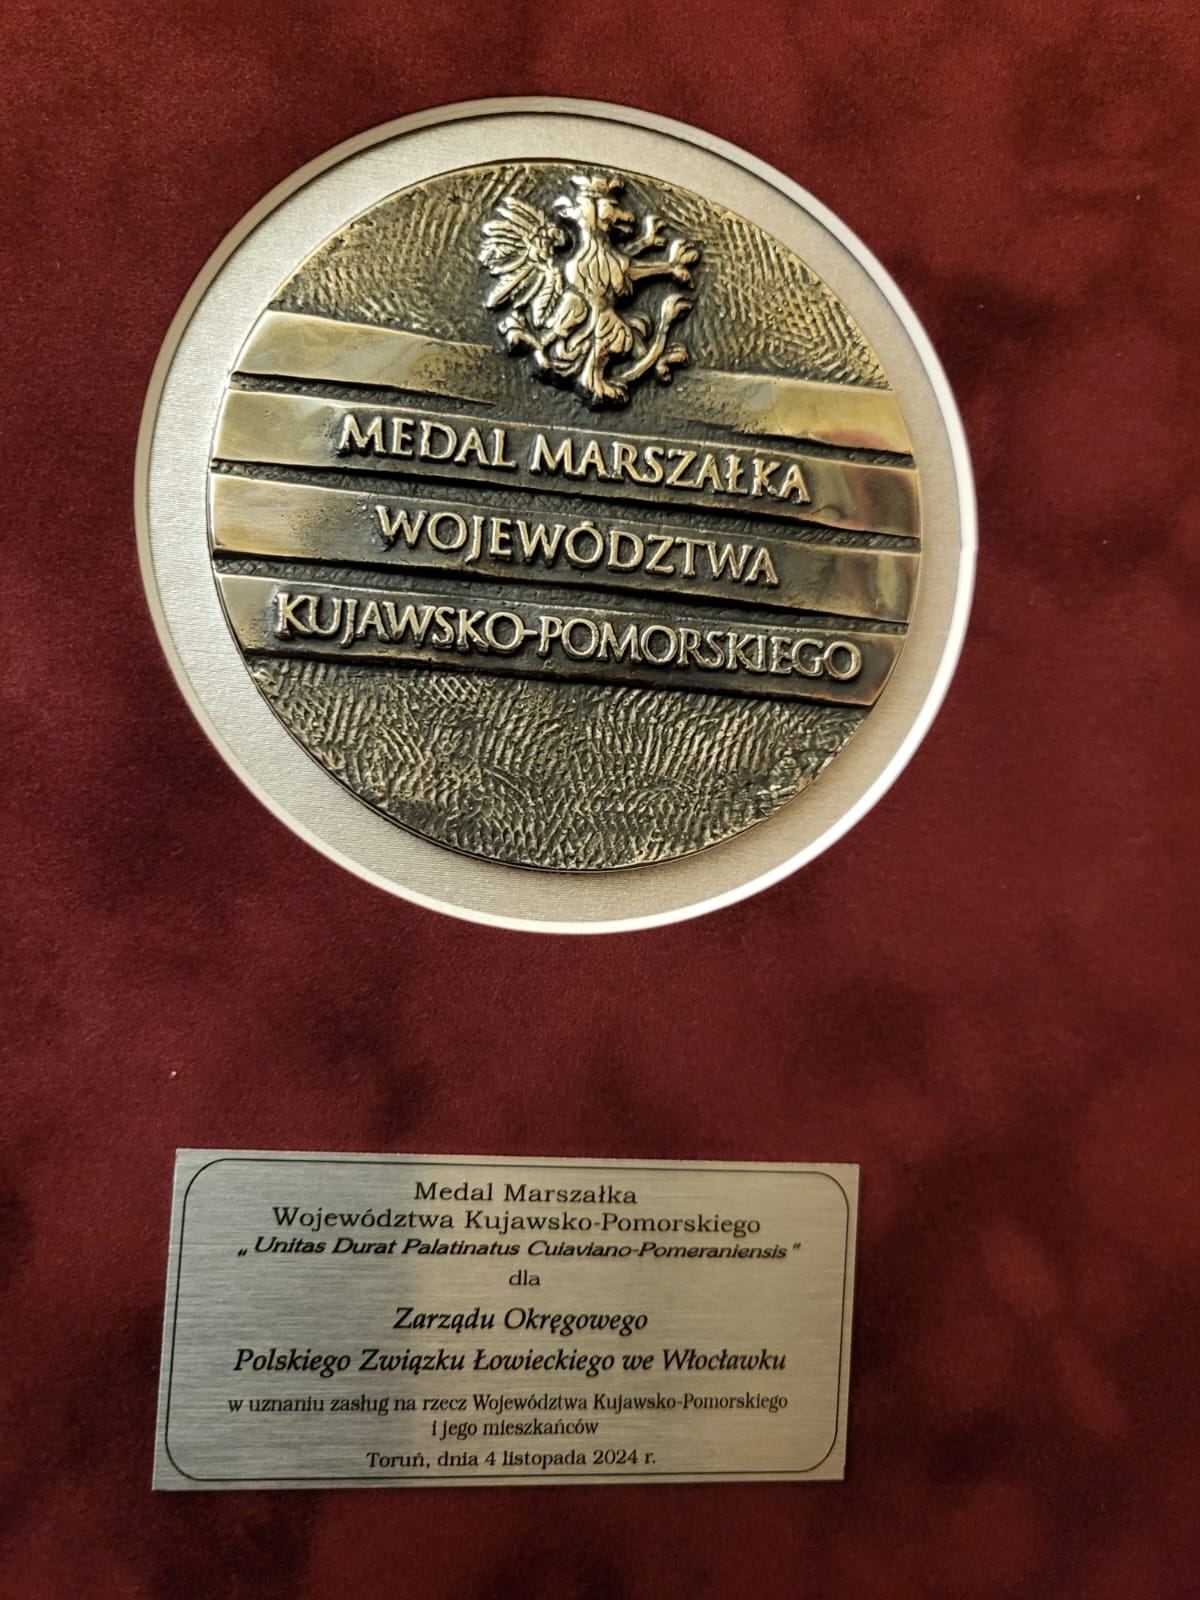 MEDAL MARSZAŁKA
WOJEWÓDZTWA
KUJAWSKO-POMORSKIEGO
Medal Marszałka
Województwa Kujawsko-Pomorskiego
„Unitas Durat Palatinatus Cuiaviano-Pomeraniensis"
dla
Zarządu Okręgowego
Polskiego Związku Łowieckiego we Włocławku
w uznaniu zasług na rzecz Województwa Kujawsko-Pomorskiego
i jego mieszkańców
Toruń, dnia 4 listopada 2024 r.